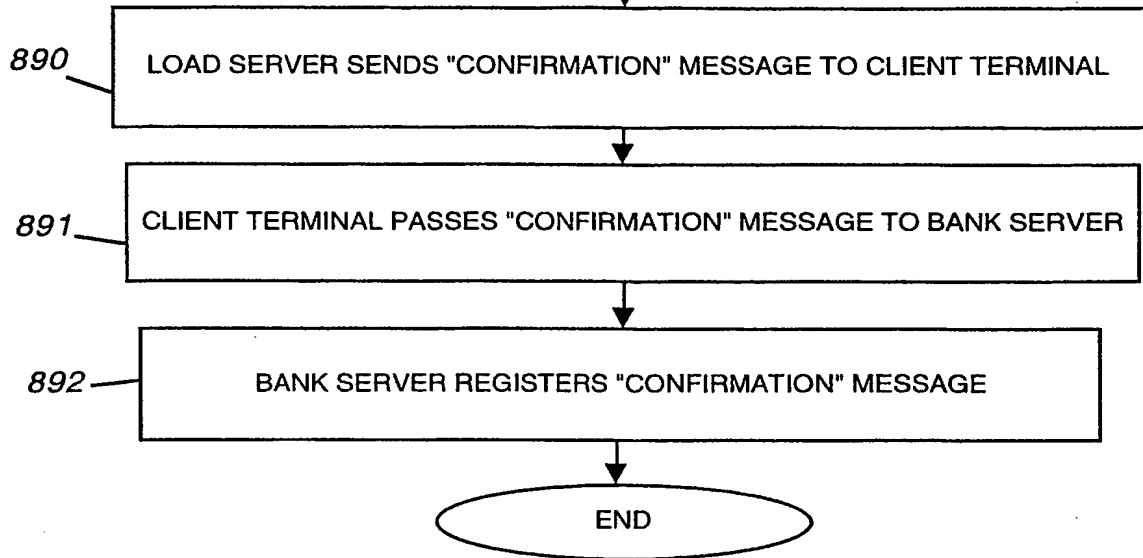 890
LOAD SERVER SENDS "CONFIRMATION" MESSAGE TO CLIENT TERMINAL
891
CLIENT TERMINAL PASSES "CONFIRMATION" MESSAGE TO BANK SERVER
892
BANK SERVER REGISTERS "CONFIRMATION" MESSAGE
END